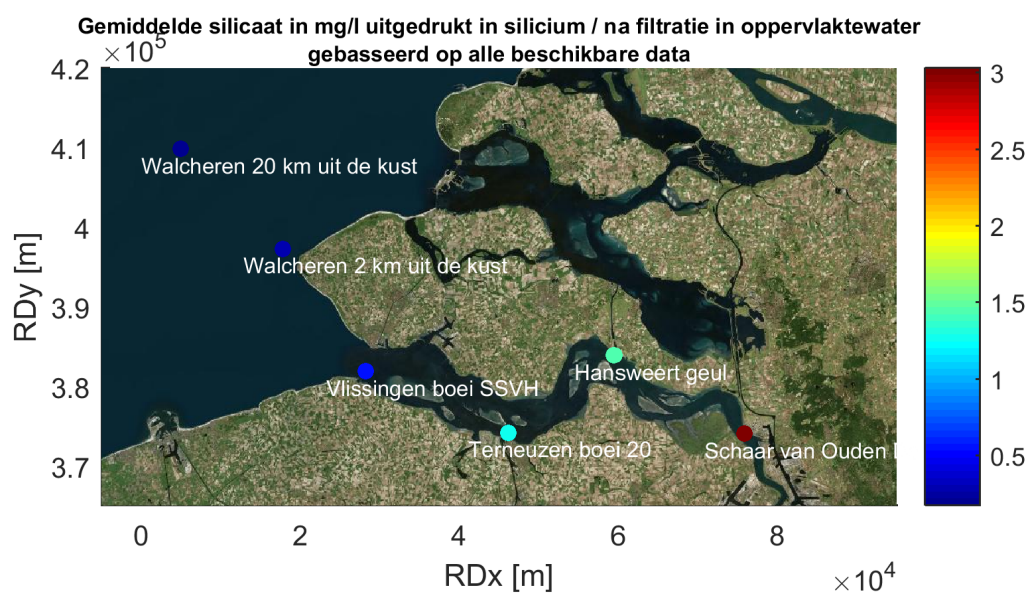 Gemiddelde silicaat in mg/l uitgedrukt in silicium / na filtratie in oppervlaktewater
gebasseerd op alle beschikbare data
×10⁵
4.2
4.1
4
3.9
3.8
3.7
RDy [m]
Walcheren 20 km uit de kust
Walcheren 2 km uit de kust
Vlissingen boei SSVH
Hansweert geul
Terneuzen boei 20
Schaar van Ouden
0
2
4
6
8
RDx [m]
×10⁴
3
2.5
2
1.5
1
0.5